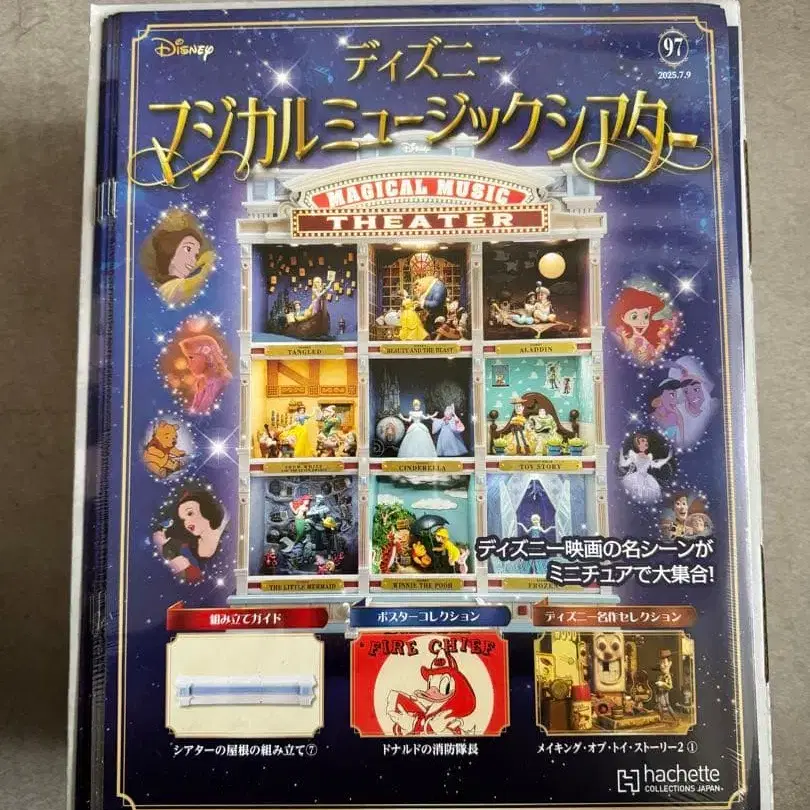 Disney
ディズニー
97
2025.7.9
マジカルミュージックシアター
Disney
MAGICAL MUSIC
THEATER
TANGLED
BEAUTY AND THE BEAST
ALADDIN
SNOW WHITE
CINDERELLA
TOY STORY
THE LITTLE MERMAID
WINNIE THE POOH
FROZEN
ディズニー映画の名シーンが
ミニチュアで大集合!
組み立てガイド
ポスターコレクション
ディズニー名作セレクション
FIRE CHIEF
シアターの屋根の組み立て⑦
ドナルドの消防隊長
メイキング・オブ・トイ・ストーリー2 ①
hachette
COLLECTIONS JAPAN